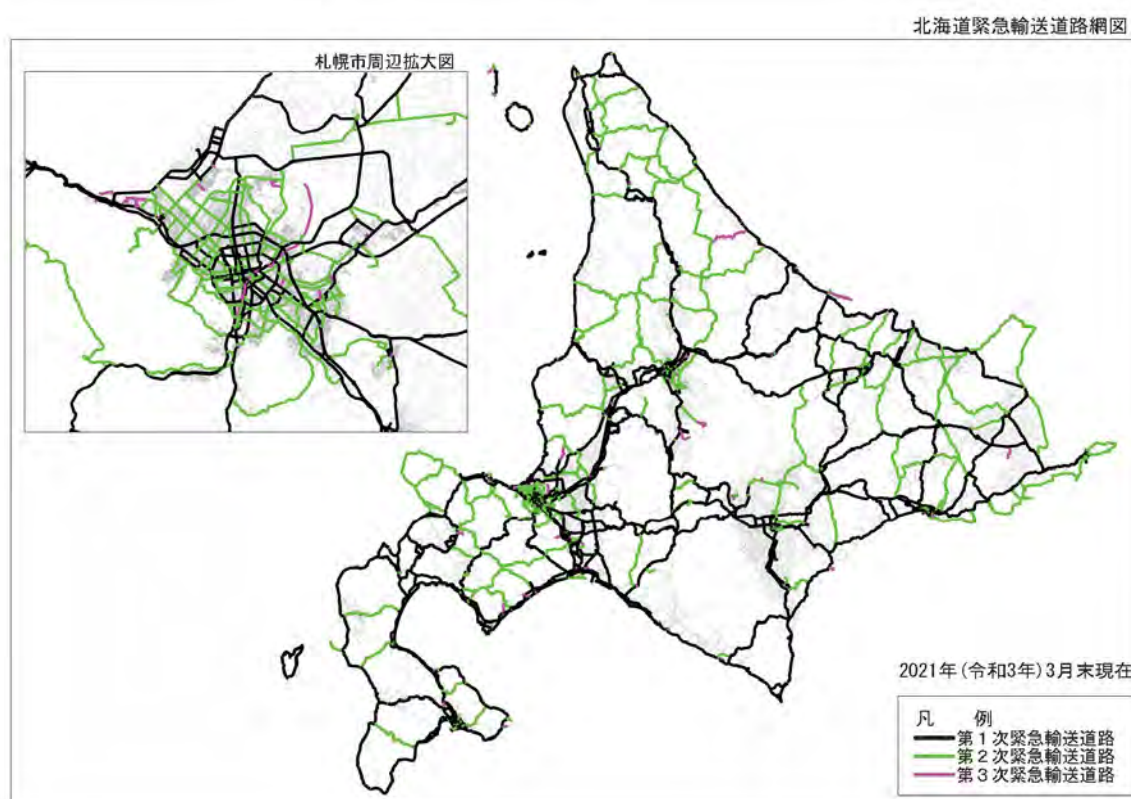 北海道緊急輸送道路網図
札幌市周辺拡大図
2021年(令和3年)3月末現在
凡　例
第1次緊急輸送道路
第2次緊急輸送道路
第3次緊急輸送道路